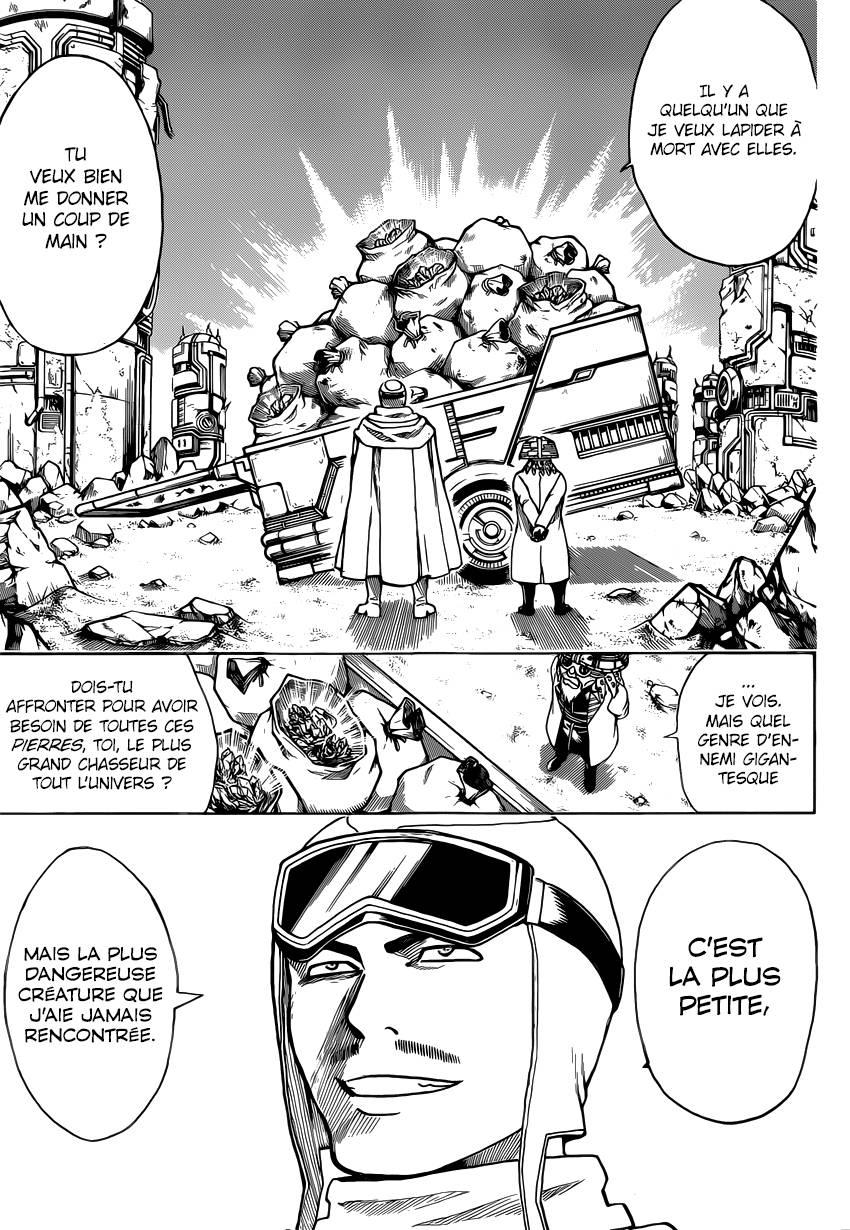 IL Y A
QUELQU'UN QUE
JE VEUX LAPIDER À
MORT AVEC ELLES.
TU
VEUX BIEN
ME DONNER
UN COUP DE
MAIN ?
...
JE VOIS.
MAIS QUEL
GENRE D'EN-
NEMI GIGAN-
TESQUE
DOIS-TU
AFFRONTER POUR AVOIR
BESOIN DE TOUTES CES
PIERRES, TOI, LE PLUS
GRAND CHASSEUR DE
TOUT L'UNIVERS ?
C'EST
LA PLUS
PETITE,
MAIS LA PLUS
DANGEREUSE
CRÉATURE QUE
J'AIE JAMAIS
RENCONTRÉE.